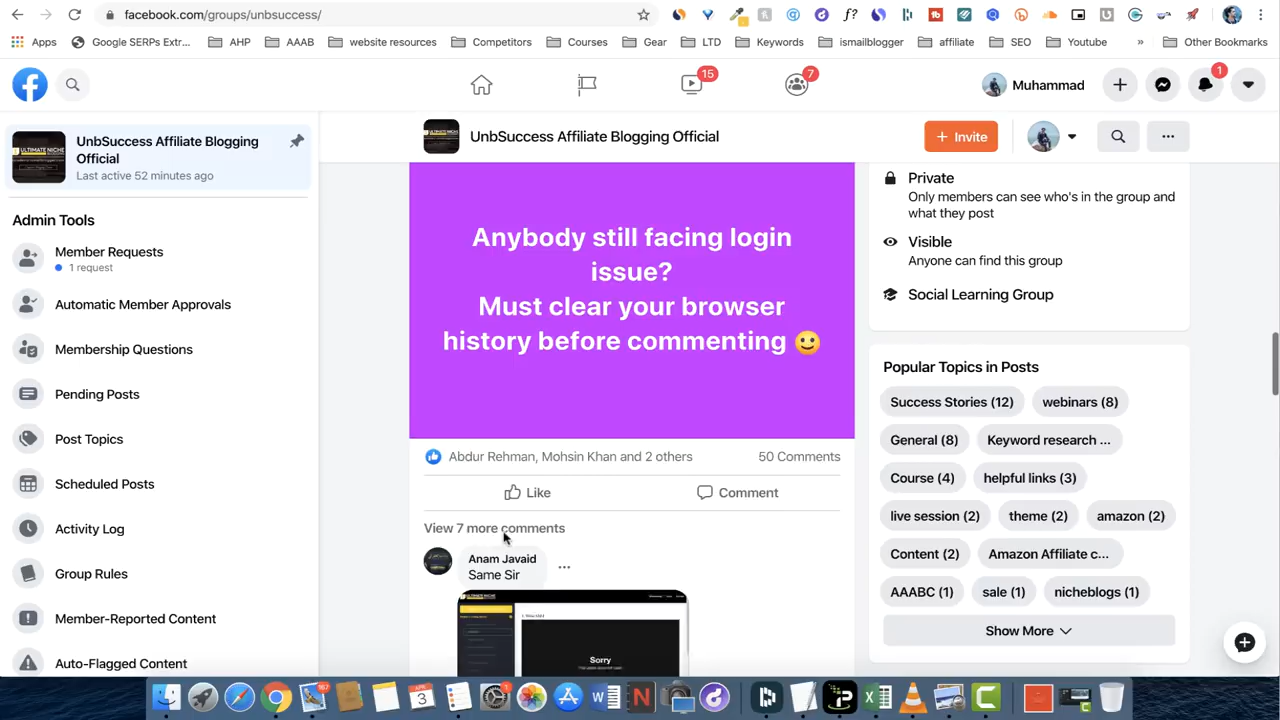 facebook.com/groups/unbsuccess/
Apps
Google SERPs Extr...
AHP
AAAB
website resources
Competitors
Courses
Gear
LTD
Keywords
ismailblogger
affiliate
SEO
Youtube
»
Other Bookmarks
15
7
Muhammad
1
UnbSuccess Affiliate Blogging
Official
Last active 52 minutes ago
Admin Tools
Member Requests
1 request
Automatic Member Approvals
Membership Questions
Pending Posts
Post Topics
Scheduled Posts
Activity Log
Group Rules
Member-Reported Content
Auto-Flagged Content
UnbSuccess Affiliate Blogging Official
+ Invite
Anybody still facing login
issue?
Must clear your browser
history before commenting 🙂
Abdur Rehman, Mohsin Khan and 2 others
50 Comments
Like
Comment
View 7 more comments
Anam Javaid
Same Sir
Sorry
Private
Only members can see who's in the group and
what they post
Visible
Anyone can find this group
Social Learning Group
Popular Topics in Posts
Success Stories (12)
webinars (8)
General (8)
Keyword research ...
Course (4)
helpful links (3)
live session (2)
theme (2)
amazon (2)
Content (2)
Amazon Affiliate c...
AAABC (1)
sale (1)
Show More
APR
3